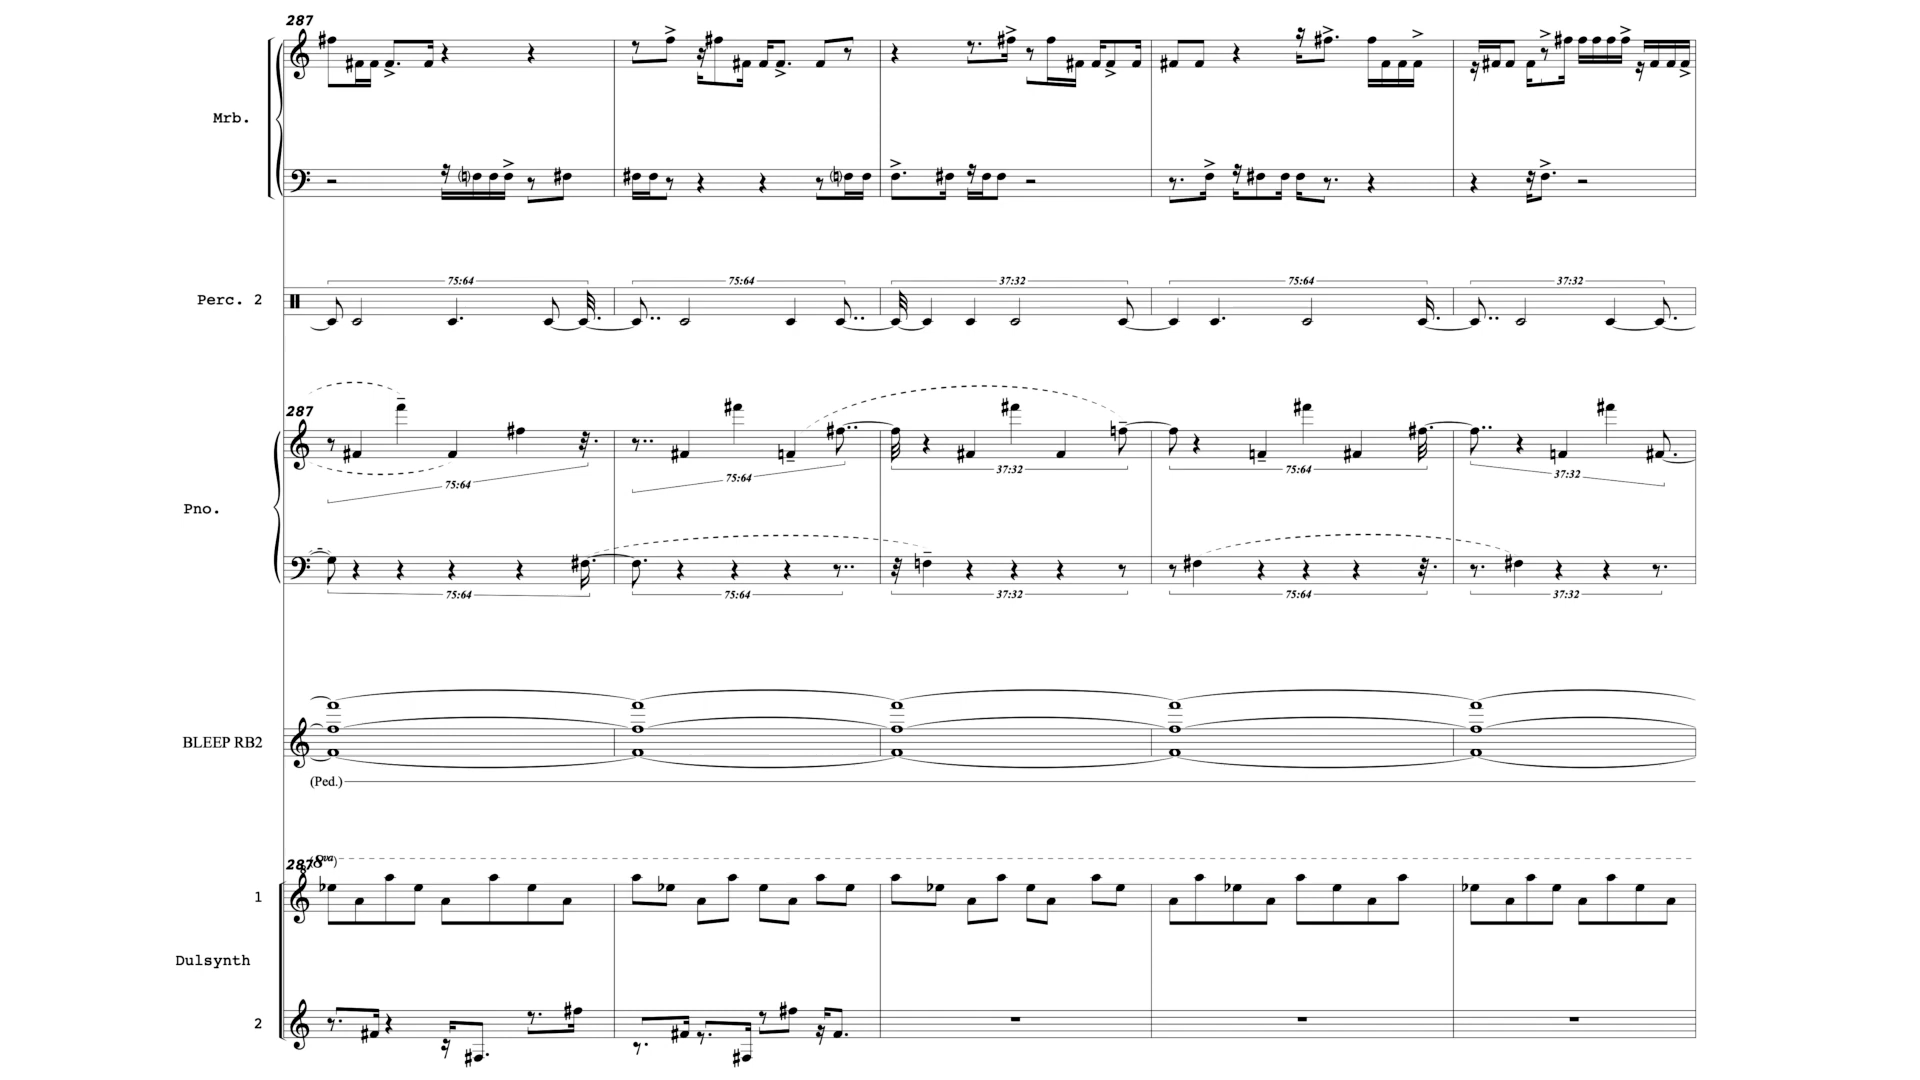 287
Mrb.
75:64 75:64 37:32 75:64 37:32
Perc. 2
287
75:64 75:64 37:32 75:64 37:32
Pno.
75:64 75:64 37:32 75:64 37:32
BLEEP RB2
(Ped.)
287 (8va)
1
Dulsynth
2